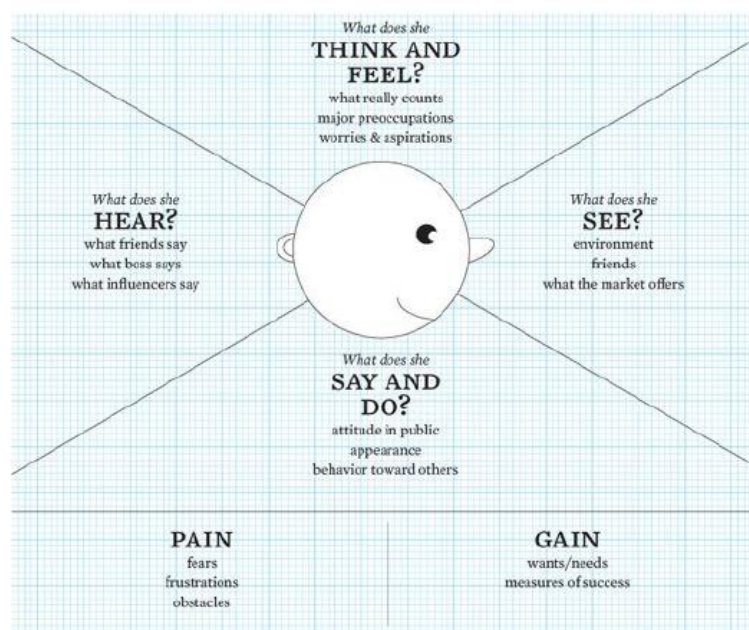 What does she
THINK AND
FEEL?
what really counts
major preoccupations
worries & aspirations
What does she
HEAR?
what friends say
what boss says
what influencers say
What does she
SEE?
environment
friends
what the market offers
What does she
SAY AND
DO?
attitude in public
appearance
behavior toward others
PAIN
fears
frustrations
obstacles
GAIN
wants/needs
measures of success